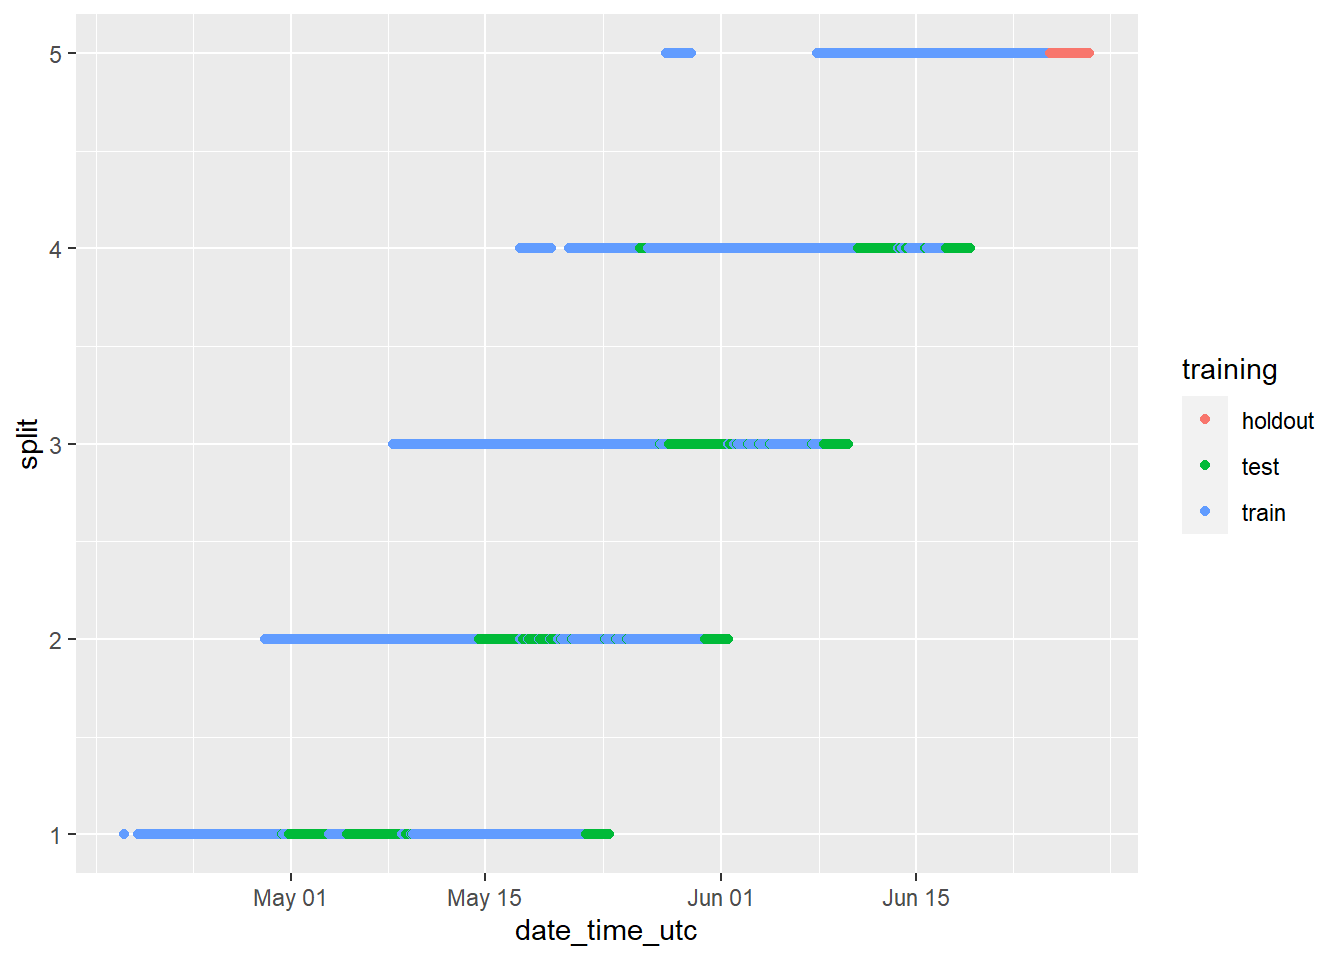 5
4
3
2
1
split
May 01
May 15
Jun 01
Jun 15
date_time_utc
training
holdout
test
train